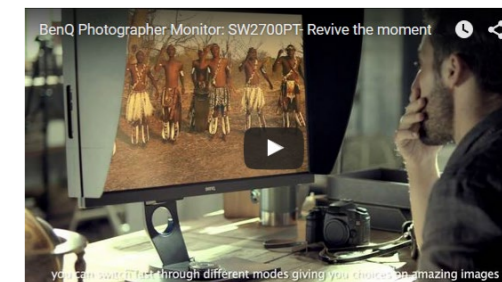 BenQ Photographer Monitor: SW2700PT- Revive the moment
BenQ
you can switch fast through different modes giving you choices on amazing images